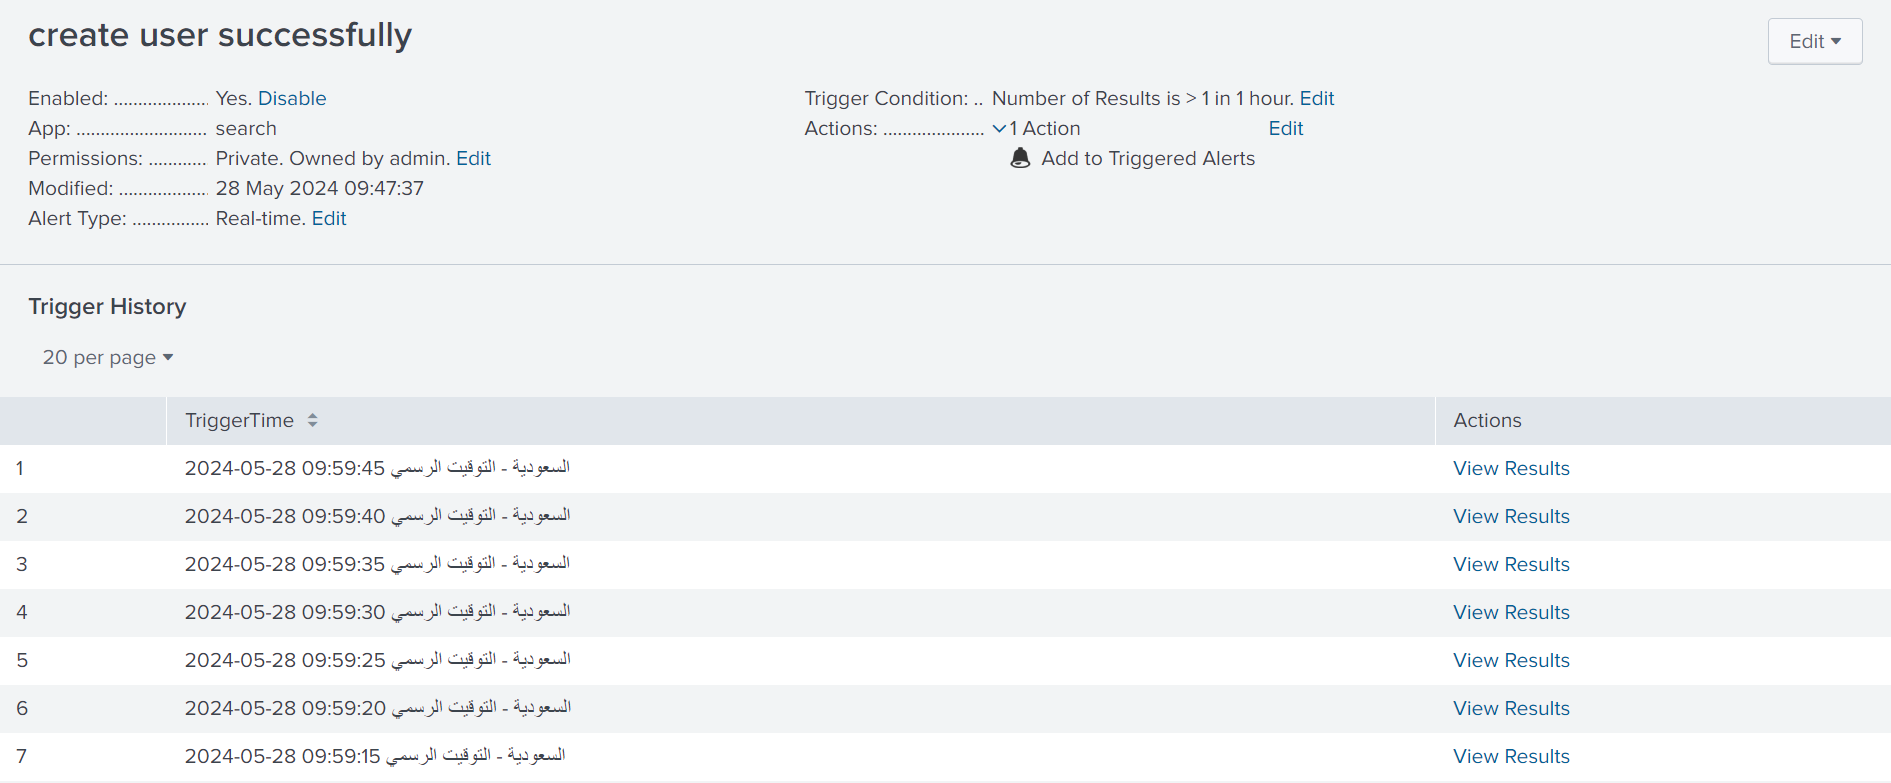 create user successfully
Edit
Enabled: ................... Yes. Disable
App: ........................... search
Permissions: ............ Private. Owned by admin. Edit
Modified: ................... 28 May 2024 09:47:37
Alert Type: ................ Real-time. Edit
Trigger Condition: .. Number of Results is > 1 in 1 hour. Edit
Actions: ..................... 1 Action Edit
Add to Triggered Alerts
Trigger History
20 per page
TriggerTime Actions
1 2024-05-28 09:59:45 السعودية - التوقيت الرسمي View Results
2 2024-05-28 09:59:40 السعودية - التوقيت الرسمي View Results
3 2024-05-28 09:59:35 السعودية - التوقيت الرسمي View Results
4 2024-05-28 09:59:30 السعودية - التوقيت الرسمي View Results
5 2024-05-28 09:59:25 السعودية - التوقيت الرسمي View Results
6 2024-05-28 09:59:20 السعودية - التوقيت الرسمي View Results
7 2024-05-28 09:59:15 السعودية - التوقيت الرسمي View Results